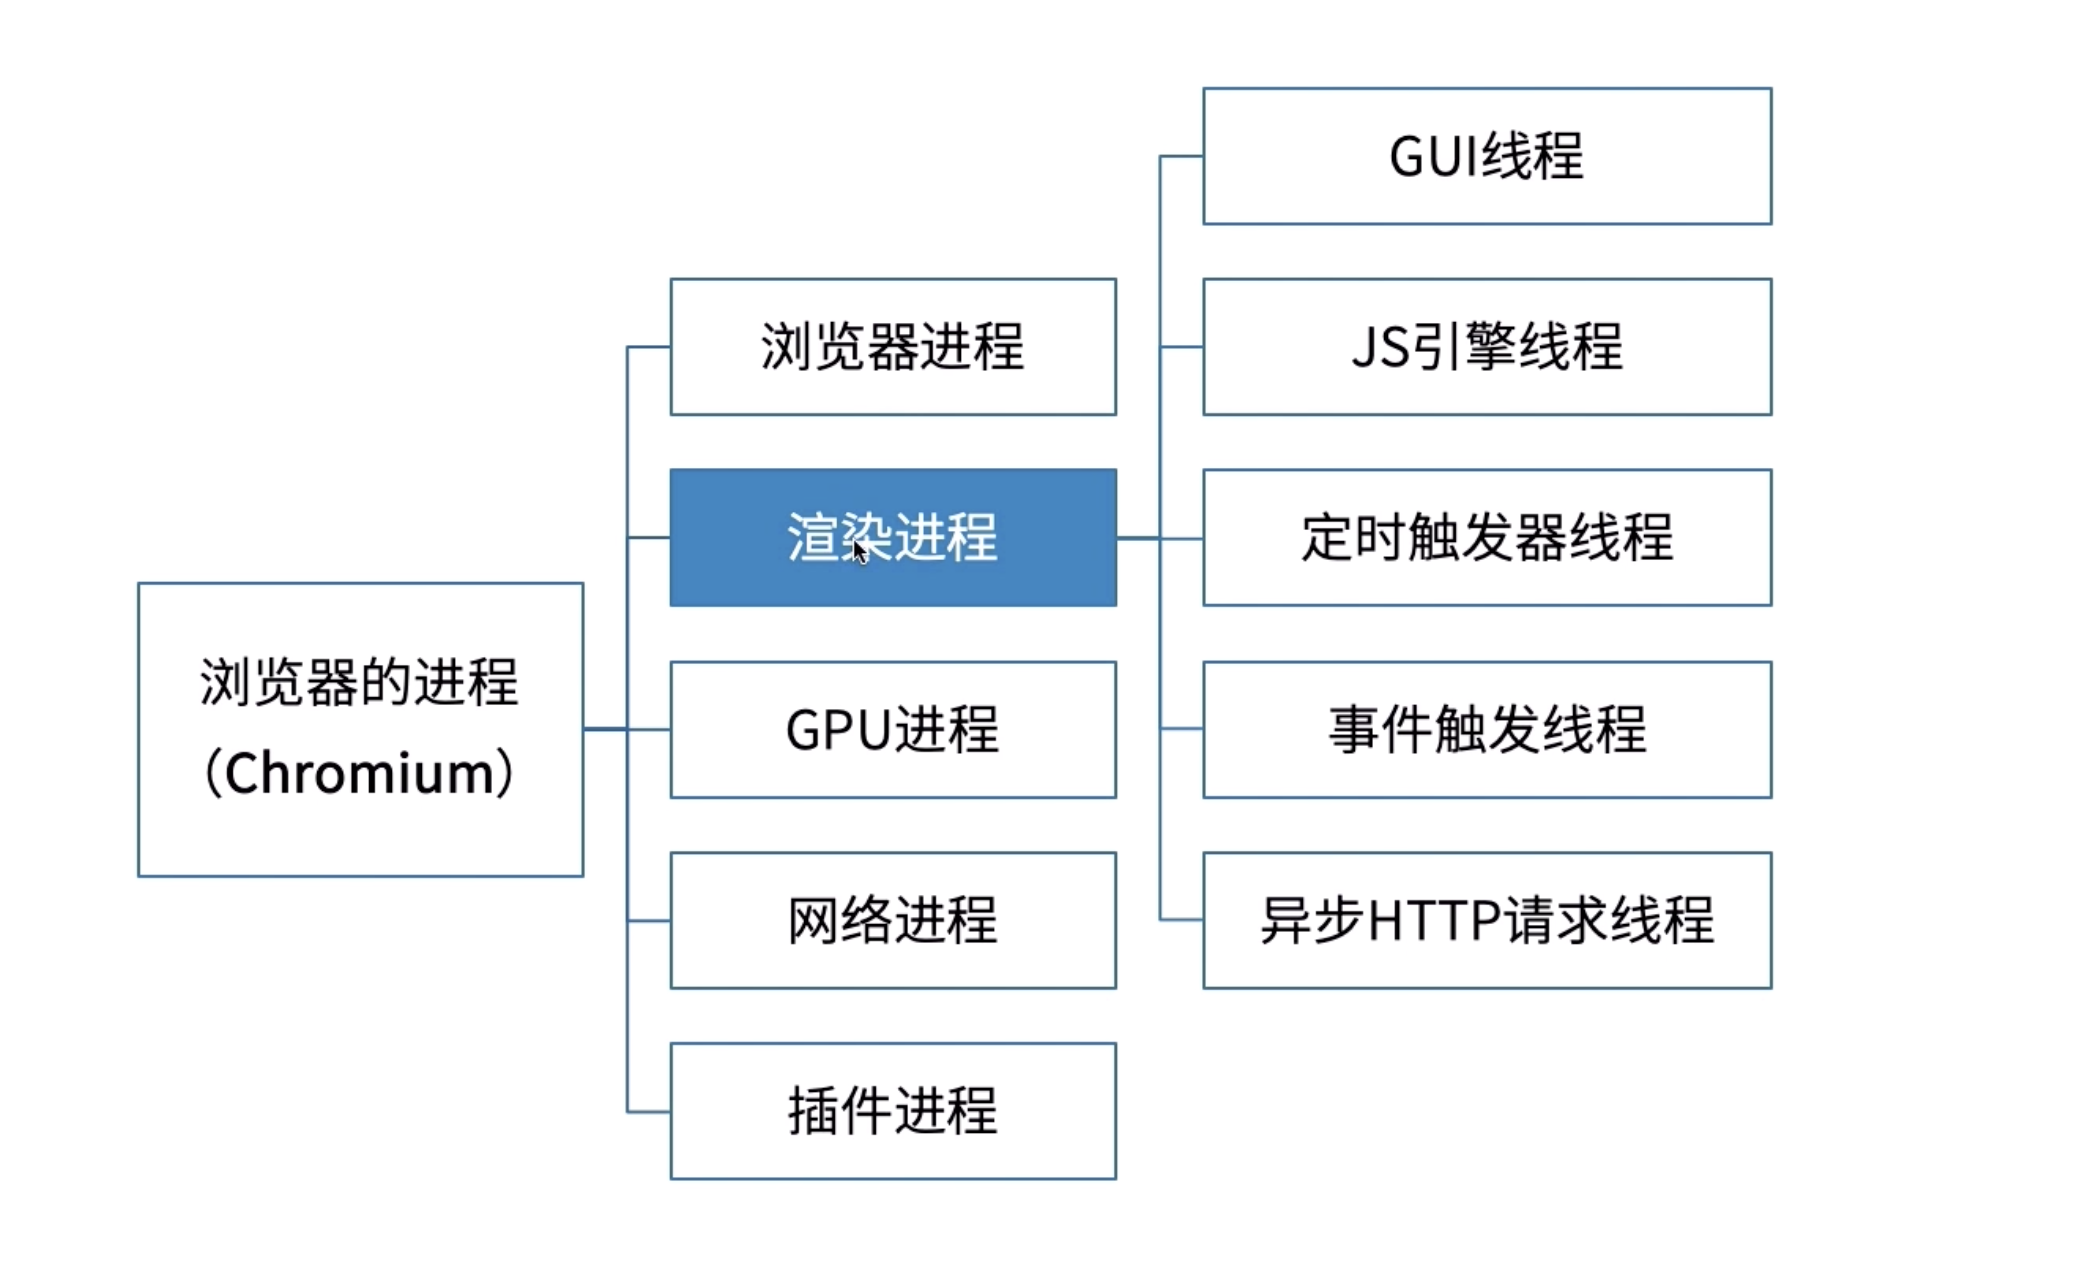 浏览器的进程
（Chromium）
浏览器进程
渲染进程
GPU进程
网络进程
插件进程
GUI线程
JS引擎线程
定时触发器线程
事件触发线程
异步HTTP请求线程